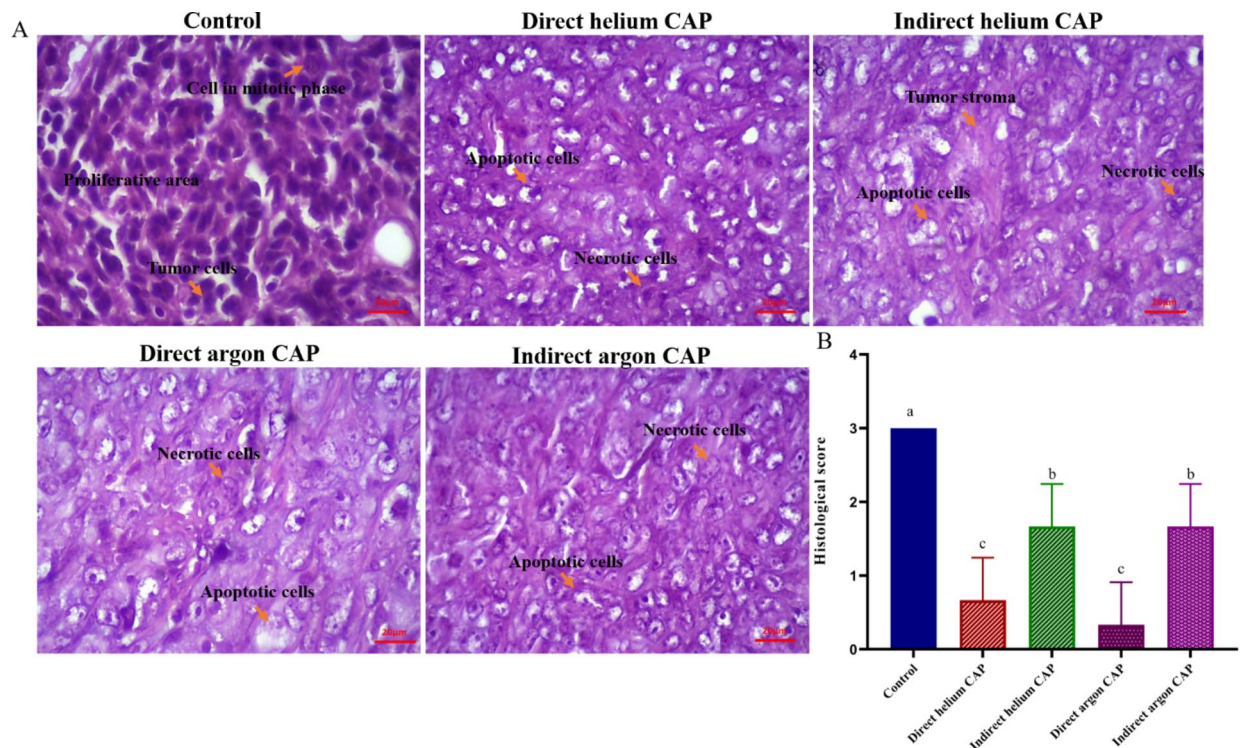 A
Control
Direct helium CAP
Indirect helium CAP
Cell in mitotic phase
Proliferative area
Tumor cells
20μm
Apoptotic cells
Necrotic cells
20μm
Tumor stroma
Necrotic cells
Apoptotic cells
20μm
Direct argon CAP
Indirect argon CAP
Necrotic cells
Apoptotic cells
20μm
Necrotic cells
Apoptotic cells
20μm
B
Histological score
4
3
2
1
0
a
c
b
c
b
Control
Direct helium CAP
Indirect helium CAP
Direct argon CAP
Indirect argon CAP